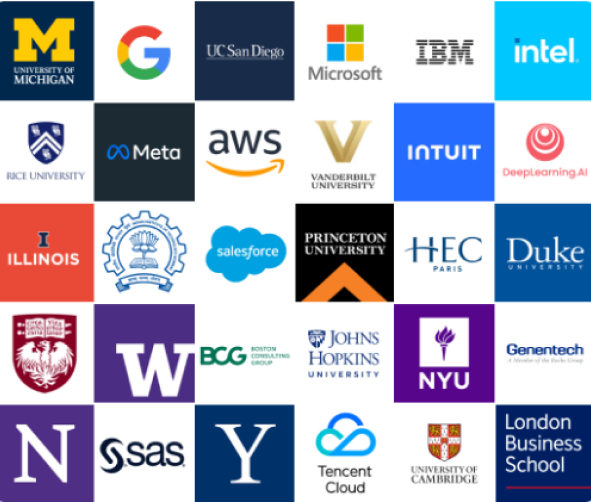 M
UNIVERSITY OF
MICHIGAN
G
UC San Diego
Microsoft
IBM
intel.
RICE UNIVERSITY
Meta
aws
V
VANDERBILT
UNIVERSITY
INTUIT
DeepLearning.AI
I
ILLINOIS
salesforce
PRINCETON
UNIVERSITY
HEC
PARIS
Duke
UNIVERSITY
W
BCG
BOSTON
CONSULTING
GROUP
JOHNS
HOPKINS
UNIVERSITY
NYU
Genentech
A Member of the Roche Group
N
sas
Y
Tencent
Cloud
UNIVERSITY OF
CAMBRIDGE
London
Business
School